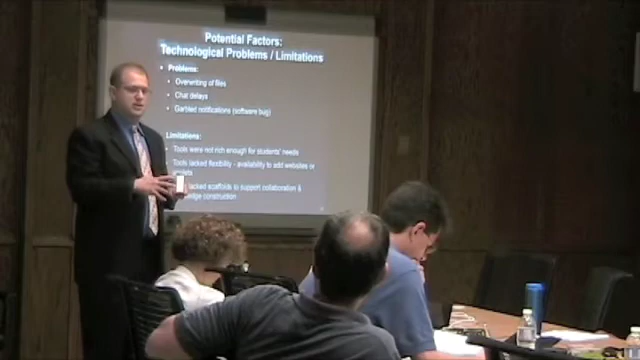 Potential Factors:
Technological Problems / Limitations
• Problems:
• Overwriting of files
• Chat delays
• Garbled notifications (software bug)
Limitations:
• Tools were not rich enough for students' needs
• Tools lacked flexibility - availability to add websites or
lacked scaffolds to support collaboration &
construction